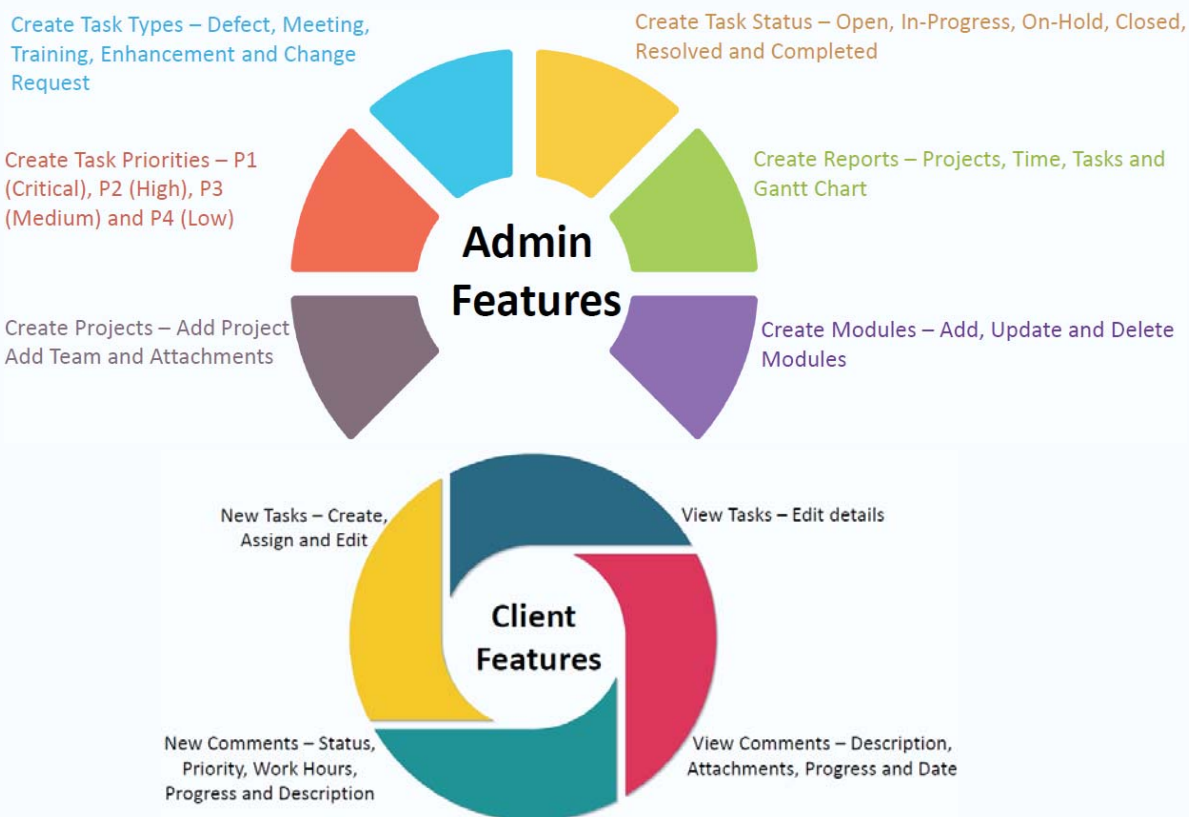 Create Task Types – Defect, Meeting,
Training, Enhancement and Change
Request
Create Task Status – Open, In-Progress, On-Hold, Closed,
Resolved and Completed
Create Task Priorities – P1
(Critical), P2 (High), P3
(Medium) and P4 (Low)
Create Reports – Projects, Time, Tasks and
Gantt Chart
Admin
Features
Create Projects – Add Project
Add Team and Attachments
Create Modules – Add, Update and Delete
Modules
New Tasks – Create,
Assign and Edit
View Tasks – Edit details
Client
Features
New Comments – Status,
Priority, Work Hours,
Progress and Description
View Comments – Description,
Attachments, Progress and Date